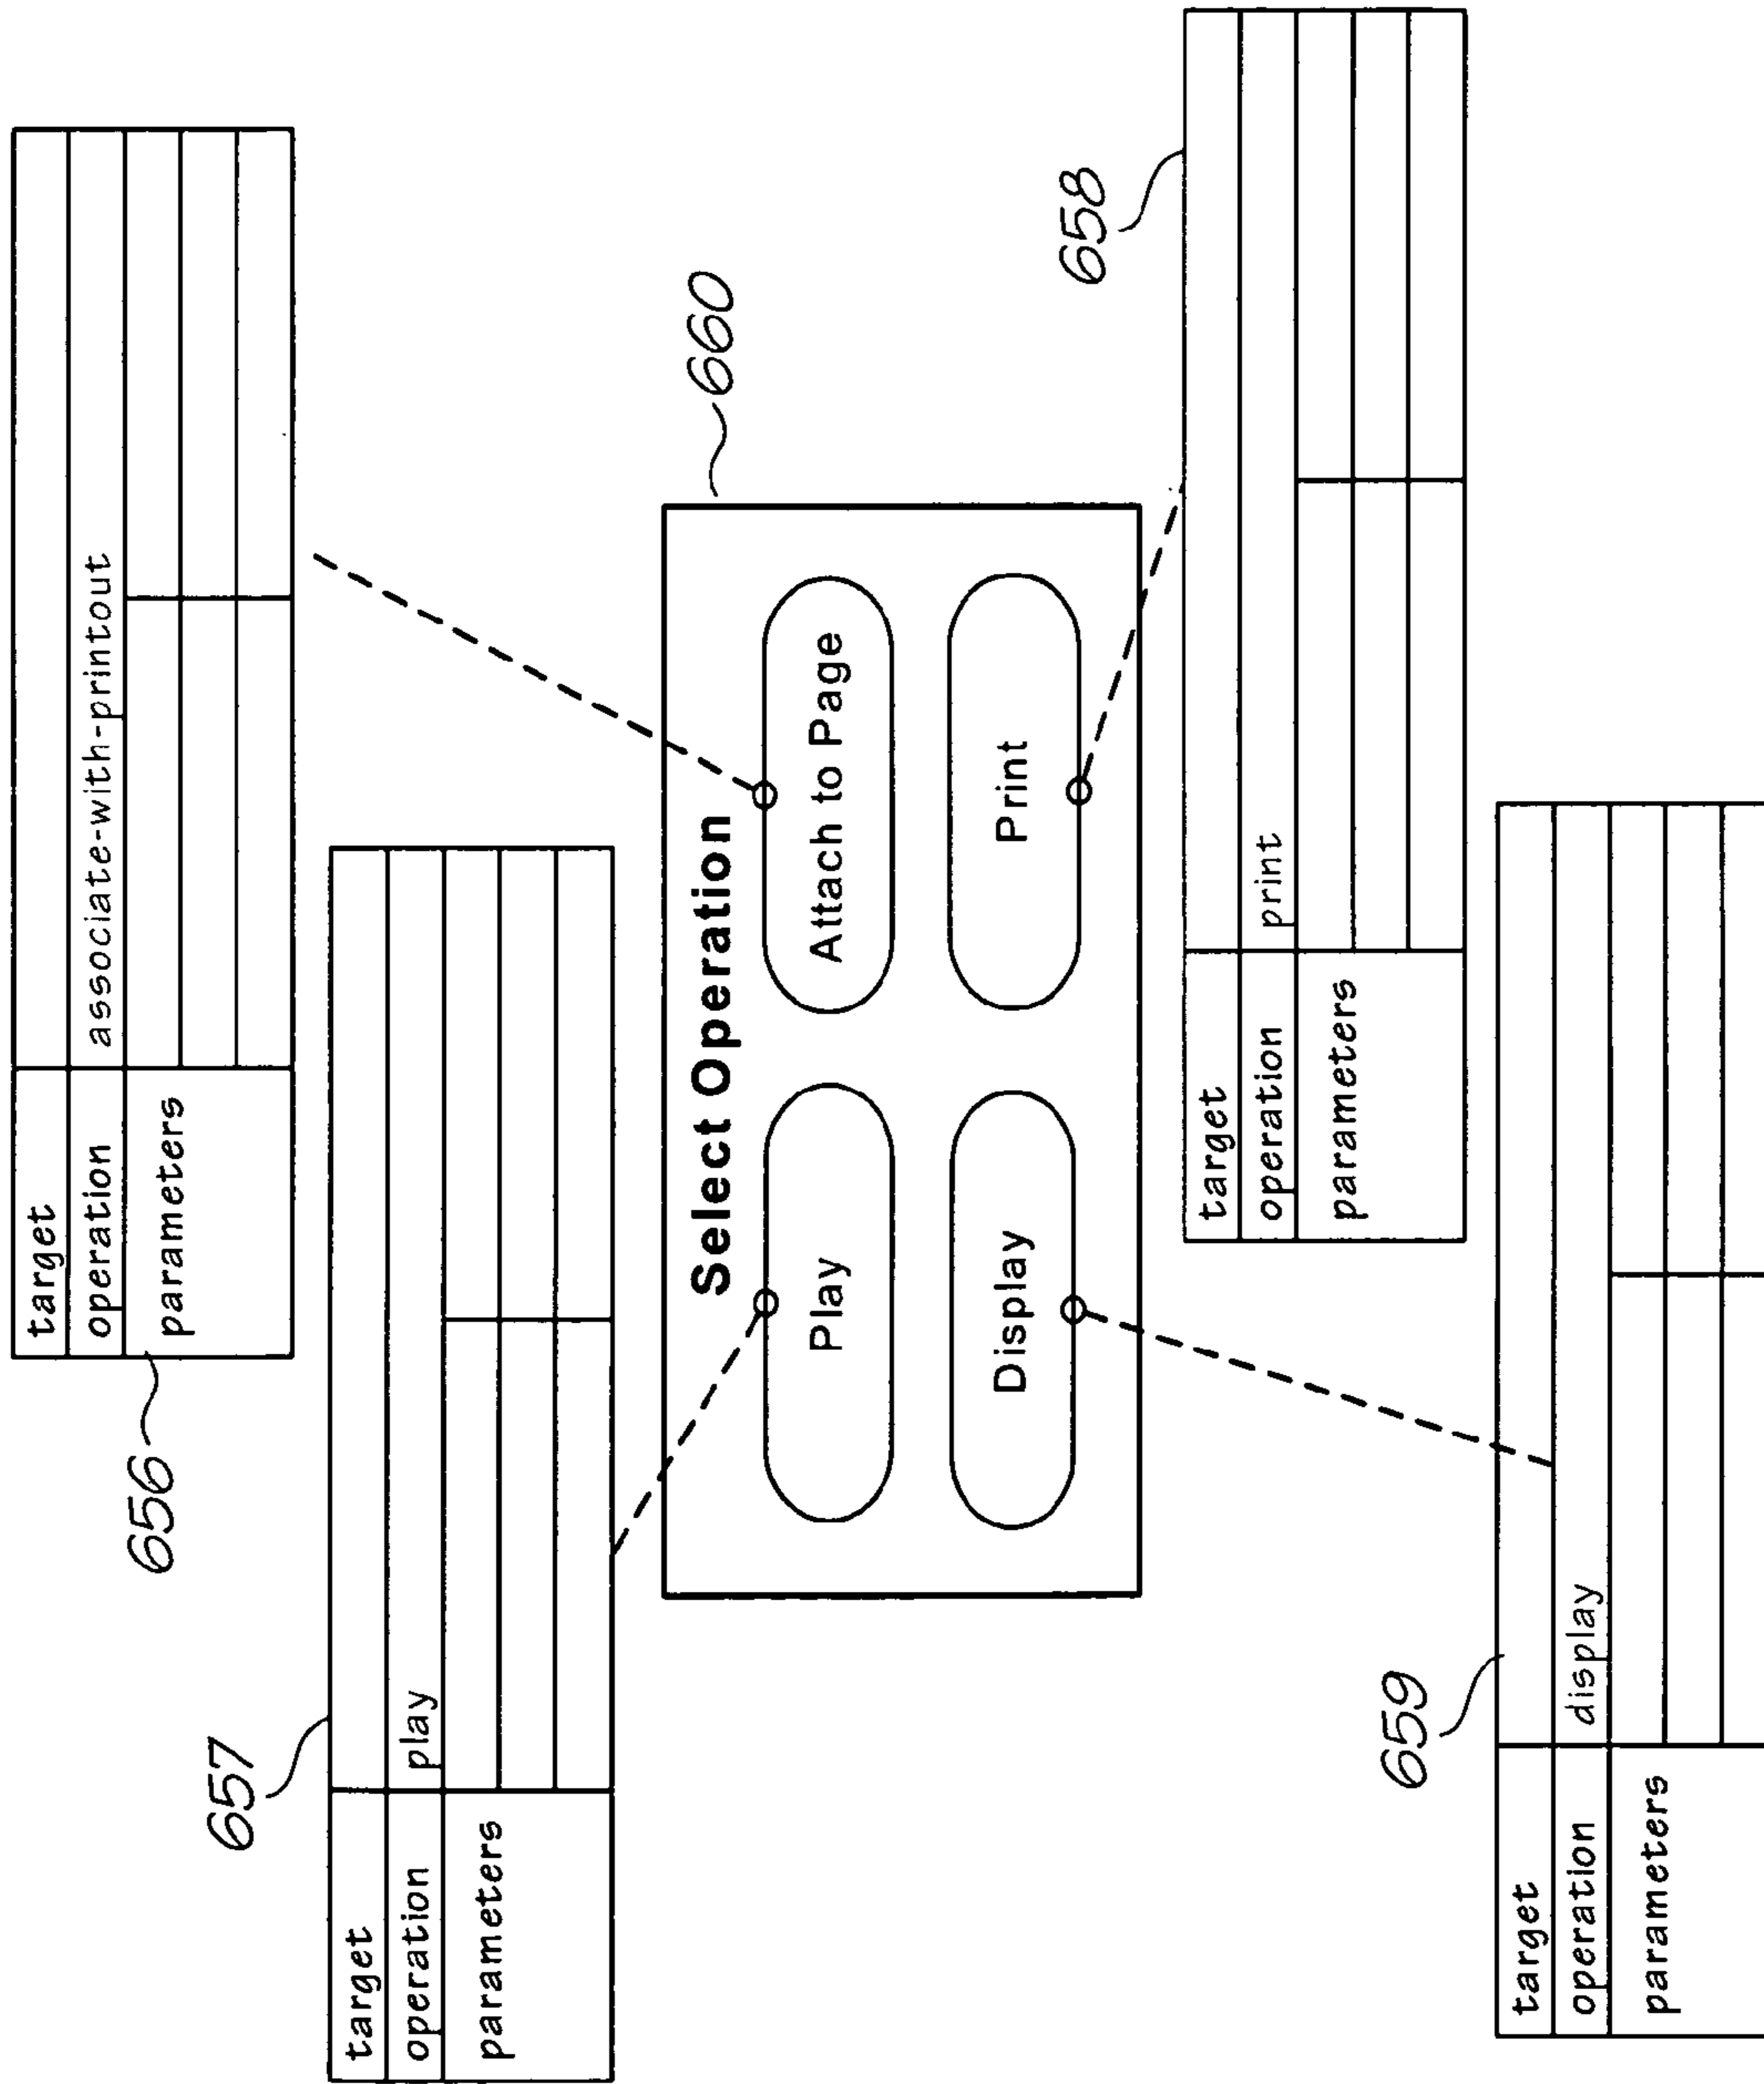 656
target
operation associate-with-printout
parameters
657
target
operation play
parameters
660
Select Operation
Play Attach to Page
Display Print
658
target
operation print
parameters
659
target
operation display
parameters